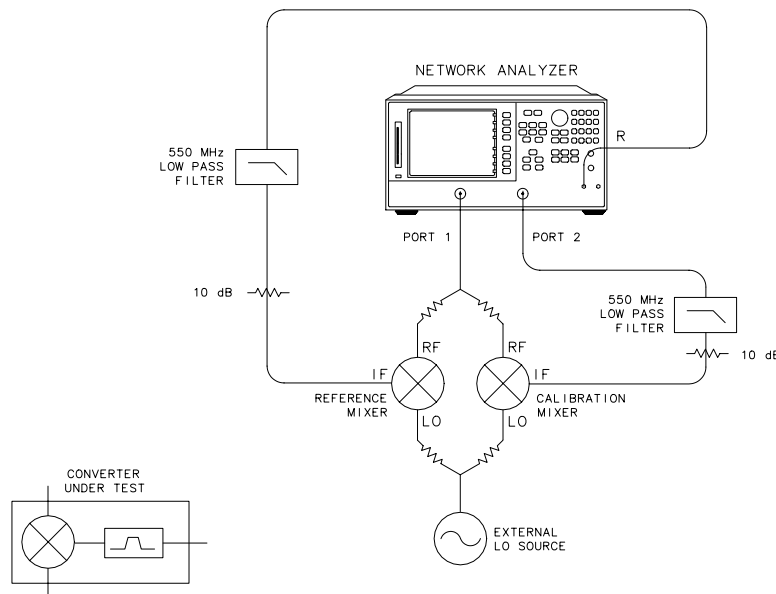 NETWORK ANALYZER
R
550 MHz
LOW PASS
FILTER
PORT 1
PORT 2
10 dB
550 MHz
LOW PASS
FILTER
10 dB
RF
RF
IF
IF
REFERENCE
MIXER
CALIBRATION
MIXER
LO
LO
CONVERTER
UNDER TEST
EXTERNAL
LO SOURCE